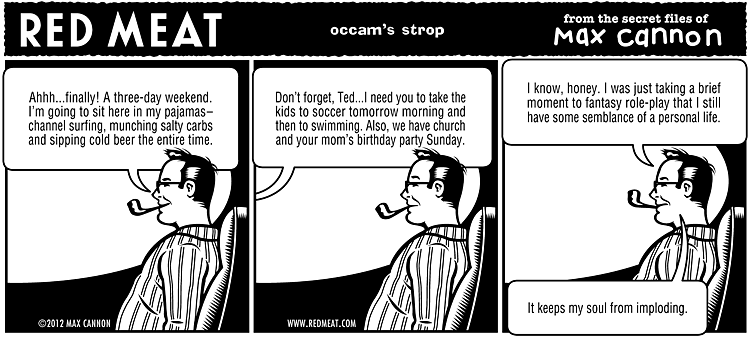 RED MEAT
occam's strop
from the secret files of
Max cannon
Ahhh...finally! A three-day weekend.
I'm going to sit here in my pajamas–
channel surfing, munching salty carbs
and sipping cold beer the entire time.
Don't forget, Ted...I need you to take the
kids to soccer tomorrow morning and
then to swimming. Also, we have church
and your mom's birthday party Sunday.
I know, honey. I was just taking a brief
moment to fantasy role-play that I still
have some semblance of a personal life.
It keeps my soul from imploding.
©2012 MAX CANNON
WWW.REDMEAT.COM